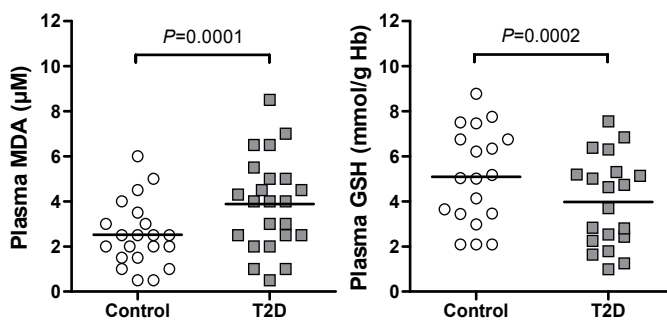 P=0.0001
Plasma MDA (µM)
12
10
8
6
4
2
0
Control
T2D
P=0.0002
Plasma GSH (mmol/g Hb)
12
10
8
6
4
2
0
Control
T2D